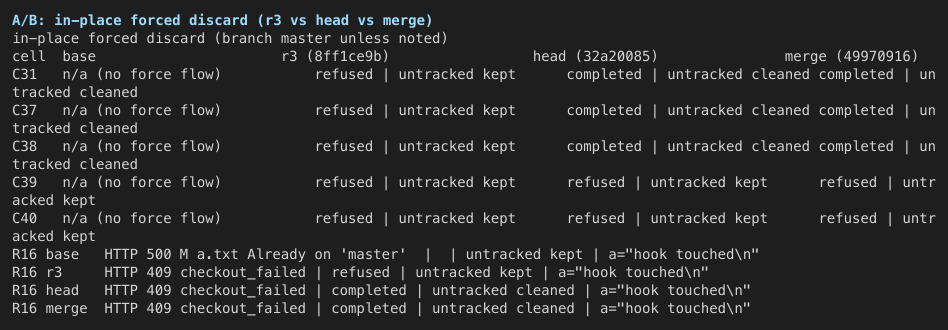 A/B: in-place forced discard (r3 vs head vs merge)
in-place forced discard (branch master unless noted)
cell  base                      r3 (8ff1ce9b)                 head (32a20085)               merge (49970916)
C31   n/a (no force flow)           refused | untracked kept      completed | untracked cleaned completed | un
tracked cleaned
C37   n/a (no force flow)           refused | untracked kept      completed | untracked cleaned completed | un
tracked cleaned
C38   n/a (no force flow)           refused | untracked kept      completed | untracked cleaned completed | un
tracked cleaned
C39   n/a (no force flow)           refused | untracked kept      refused | untracked kept      refused | untr
acked kept
C40   n/a (no force flow)           refused | untracked kept      refused | untracked kept      refused | untr
acked kept
R16 base   HTTP 500 M a.txt Already on 'master'  |  | untracked kept | a="hook touched\n"
R16 r3     HTTP 409 checkout_failed | refused | untracked kept | a="hook touched\n"
R16 head   HTTP 409 checkout_failed | completed | untracked cleaned | a="hook touched\n"
R16 merge  HTTP 409 checkout_failed | completed | untracked cleaned | a="hook touched\n"